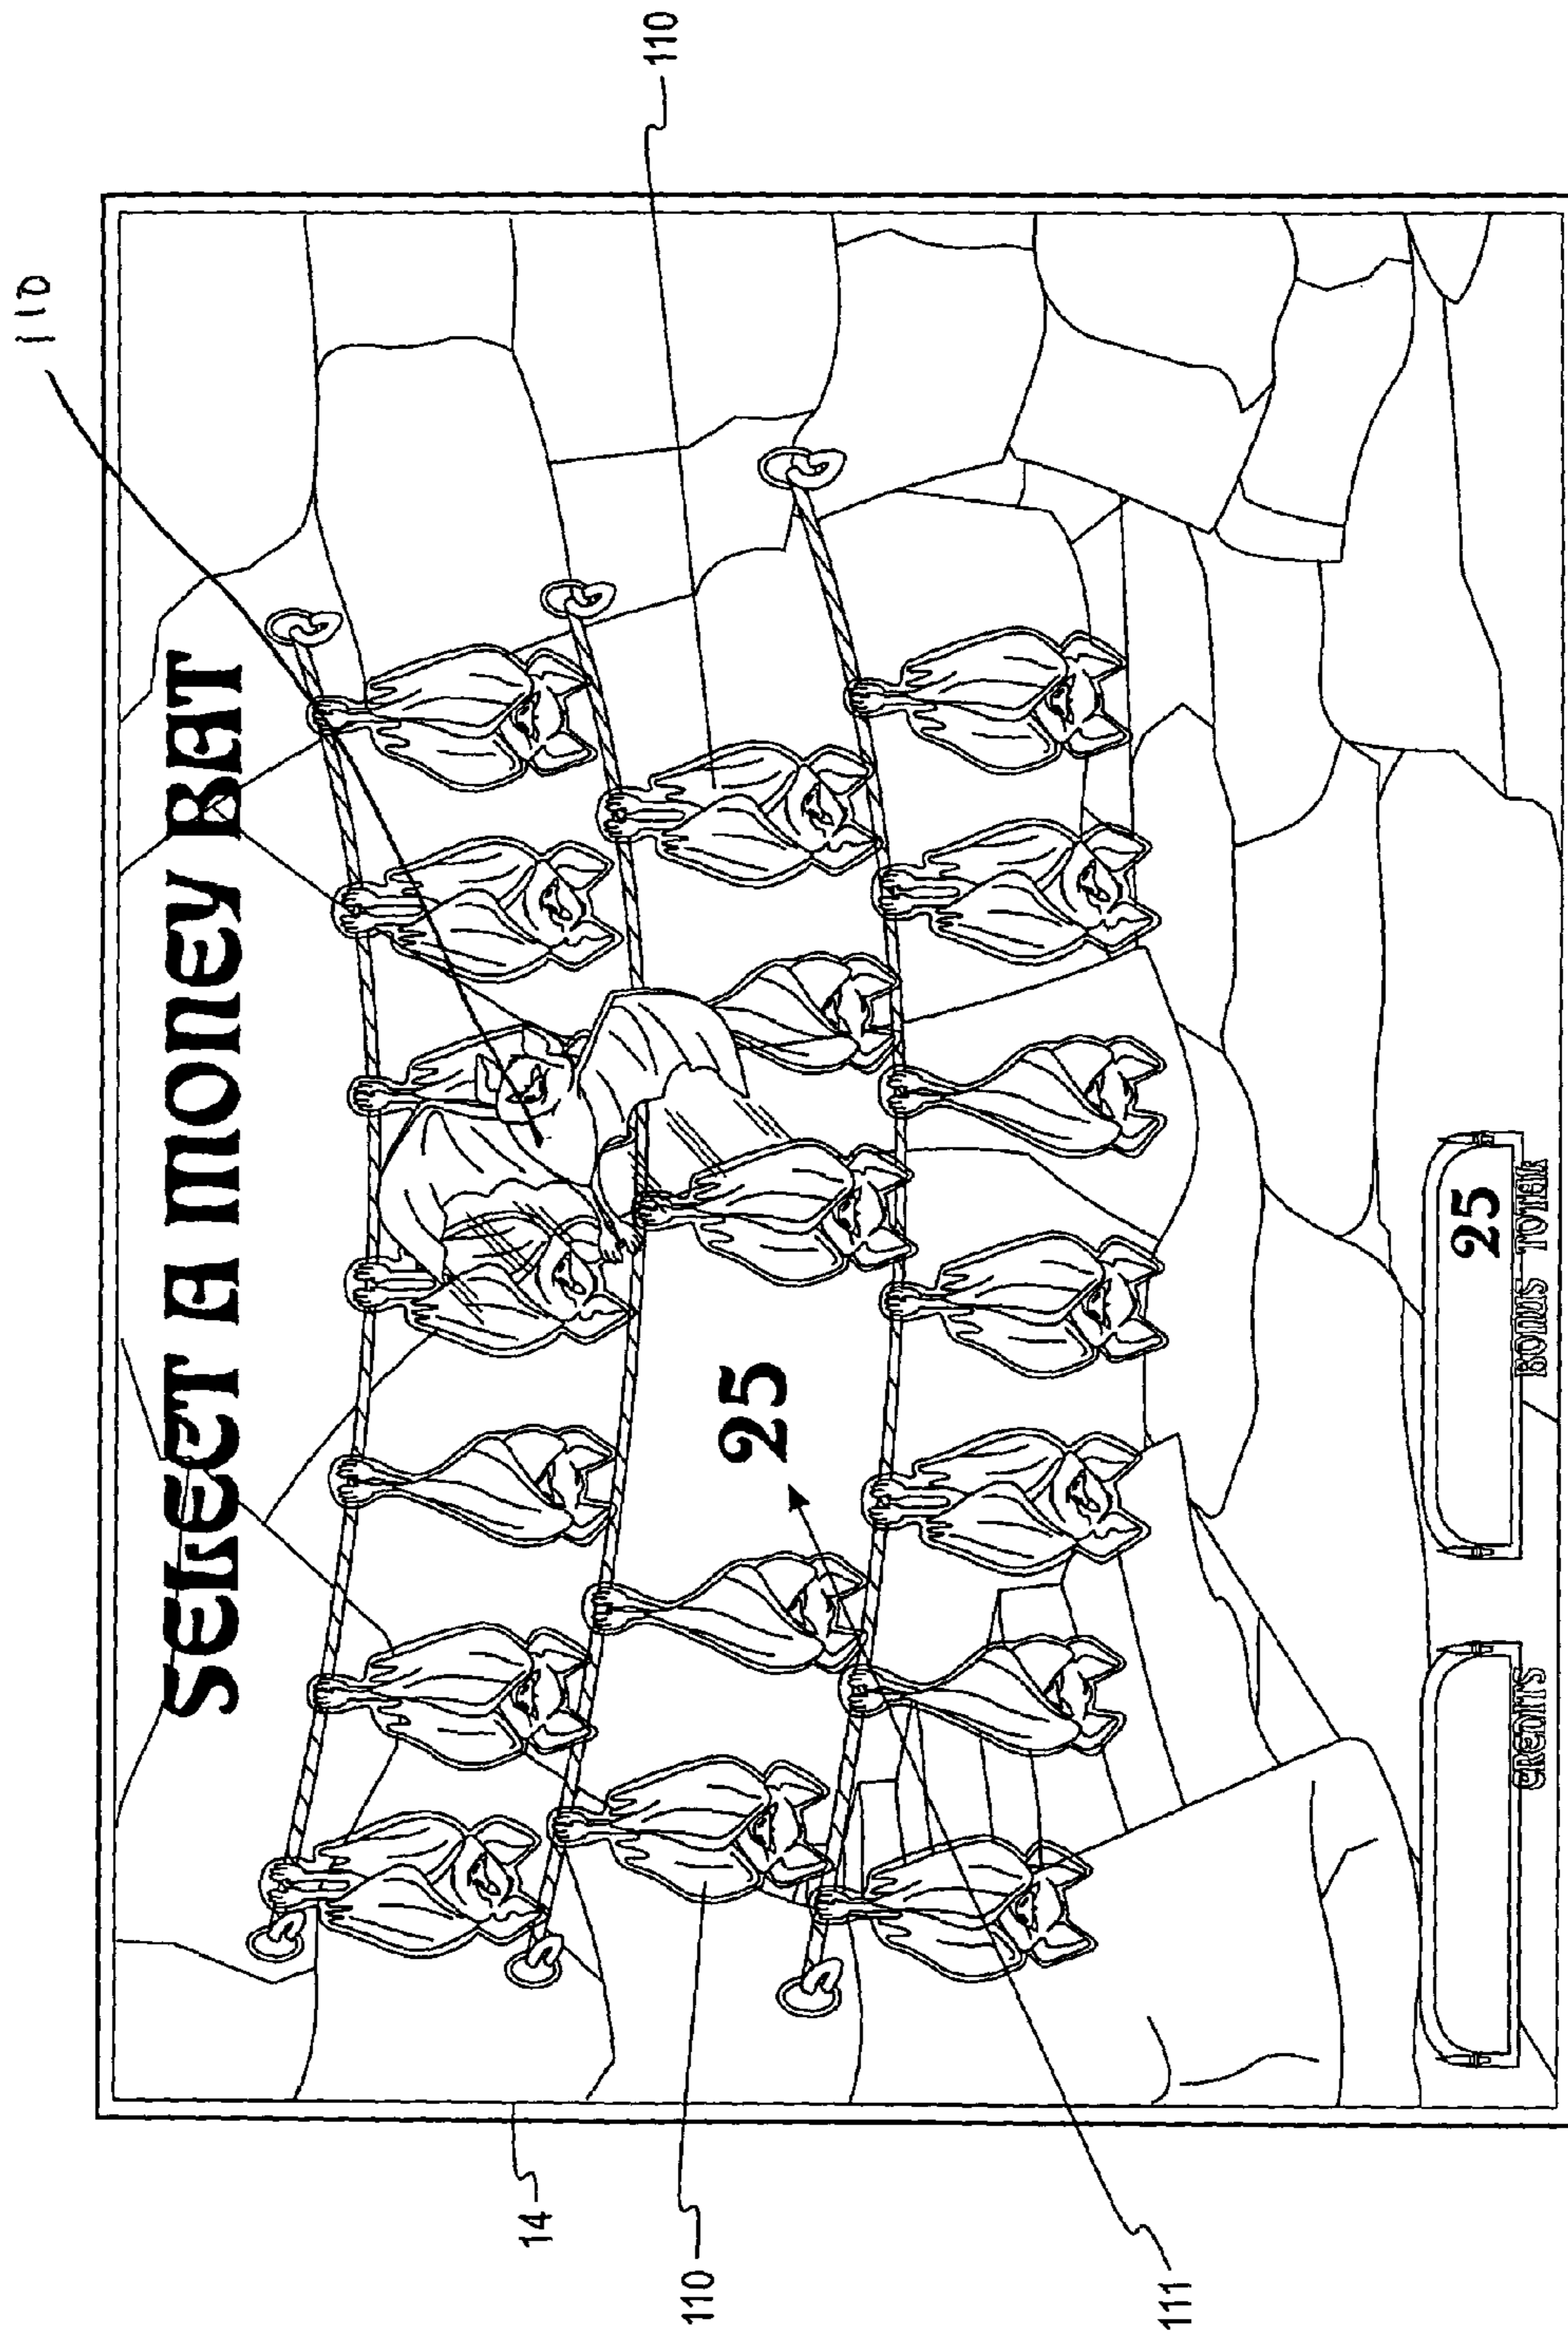 110
110
SELECT A MONEY BAT
25
25
CREDITS
BONUS TOTAL
14
110
111